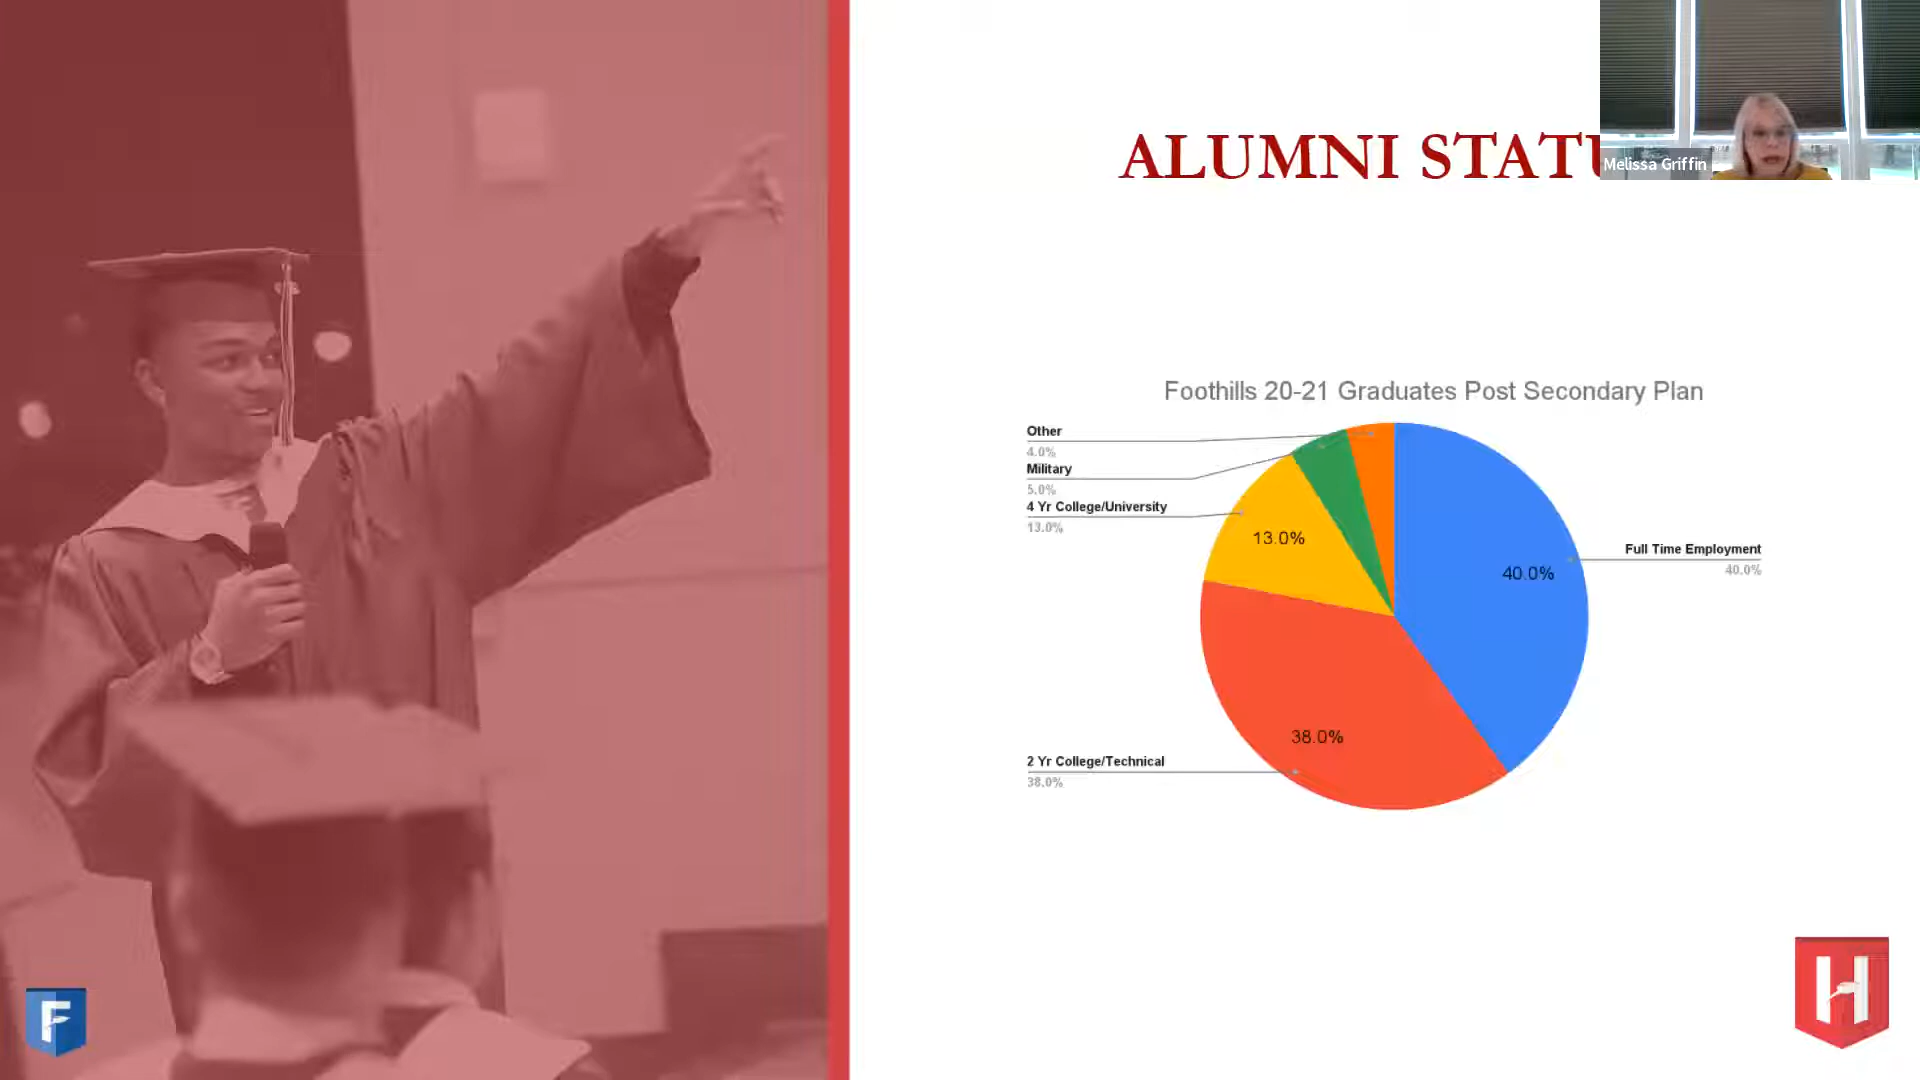 ALUMNI STATU
Melissa Griffin
Foothills 20-21 Graduates Post Secondary Plan
Other
4.0%
Military
5.0%
4 Yr College/University
13.0%
13.0%
Full Time Employment
40.0%
40.0%
38.0%
2 Yr College/Technical
38.0%
F
H